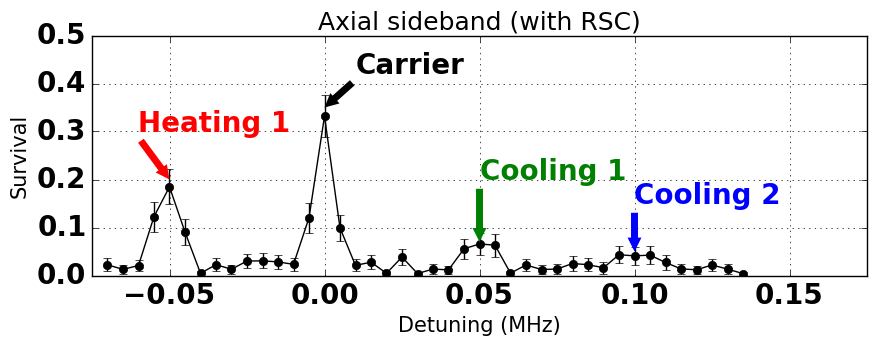 Axial sideband (with RSC)
0.5
0.4
0.3
0.2
0.1
0.0
Survival
Carrier
Heating 1
Cooling 1
Cooling 2
−0.05 0.00 0.05 0.10 0.15
Detuning (MHz)